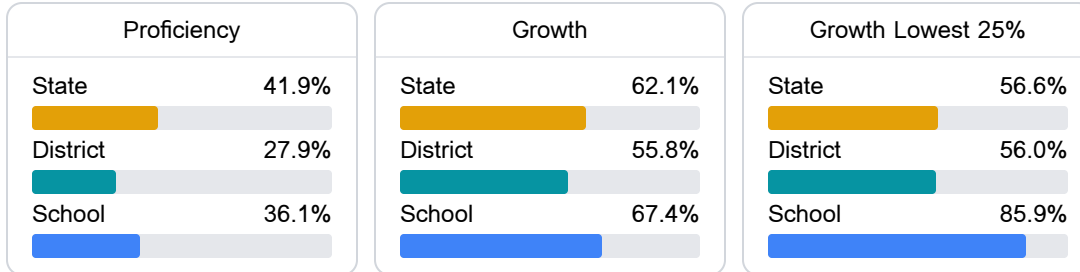 Proficiency
State 41.9%
District 27.9%
School 36.1%
Growth
State 62.1%
District 55.8%
School 67.4%
Growth Lowest 25%
State 56.6%
District 56.0%
School 85.9%